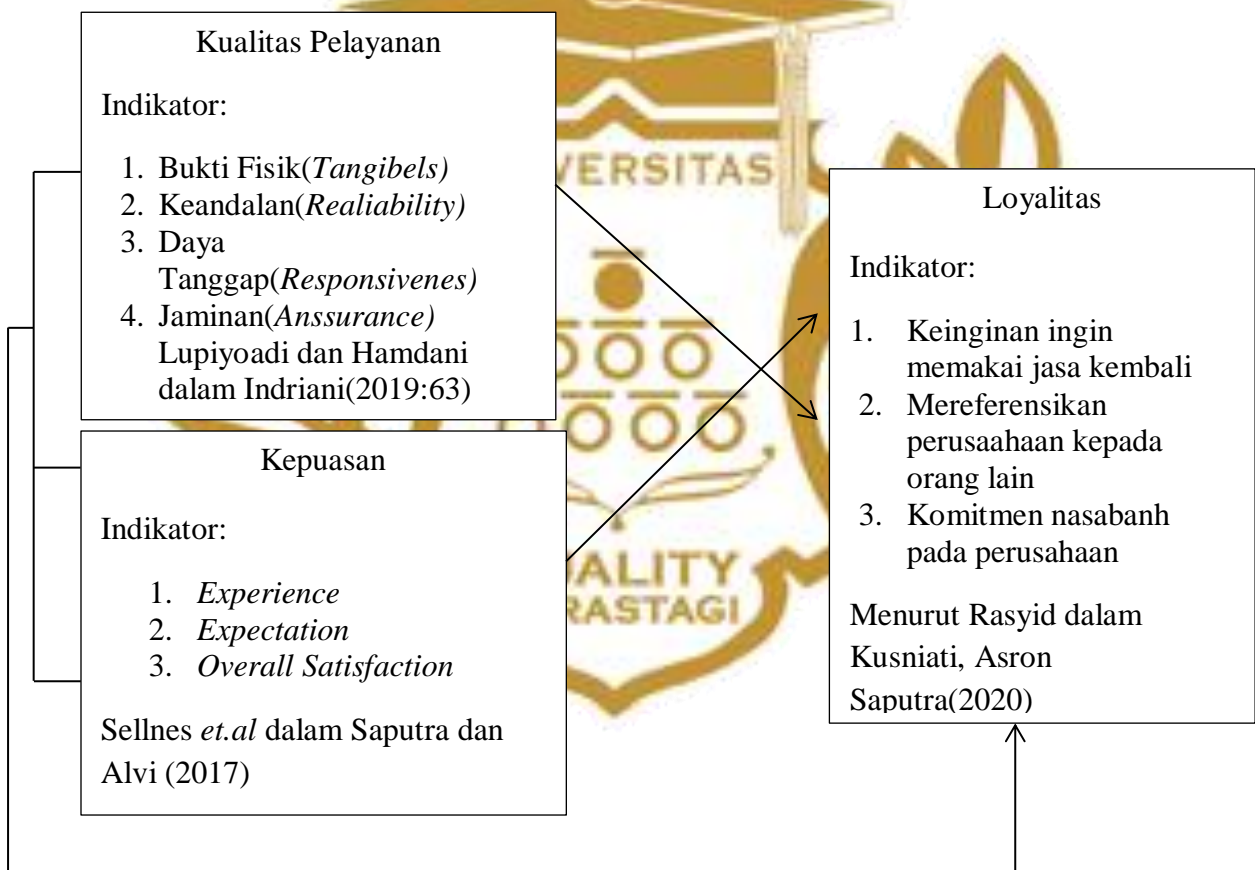 Kualitas Pelayanan
Indikator:
1. Bukti Fisik(Tangibels)
2. Keandalan(Realiability)
3. Daya
Tanggap(Responsivenes)
4. Jaminan(Anssurance)
Lupiyoadi dan Hamdani
dalam Indriani(2019:63)
Kepuasan
Indikator:
1. Experience
2. Expectation
3. Overall Satisfaction
Sellnes et.al dalam Saputra dan
Alvi (2017)
Loyalitas
Indikator:
1. Keinginan ingin
memakai jasa kembali
2. Mereferensikan
perusaahaan kepada
orang lain
3. Komitmen nasabanh
pada perusahaan
Menurut Rasyid dalam
Kusniati, Asron
Saputra(2020)
VERSITAS
ALITY
RASTAGI